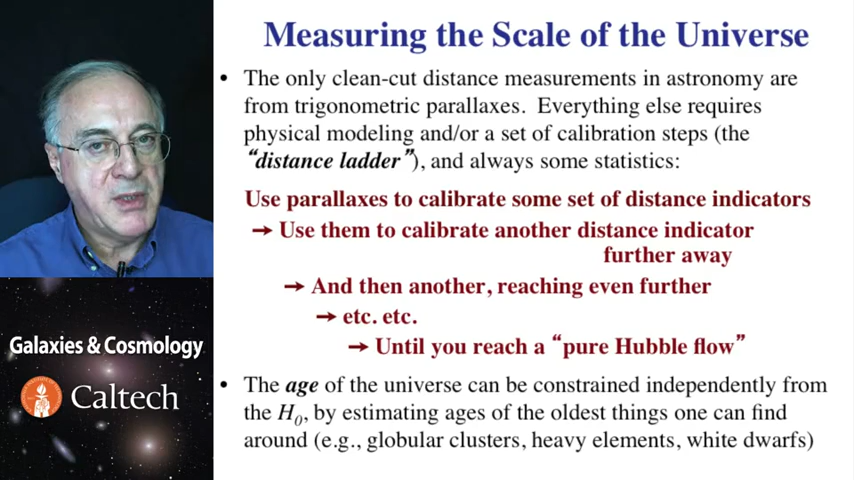 Measuring the Scale of the Universe
• The only clean-cut distance measurements in astronomy are
from trigonometric parallaxes. Everything else requires
physical modeling and/or a set of calibration steps (the
“distance ladder”), and always some statistics:
Use parallaxes to calibrate some set of distance indicators
→ Use them to calibrate another distance indicator
further away
→ And then another, reaching even further
→ etc. etc.
→ Until you reach a “pure Hubble flow”
• The age of the universe can be constrained independently from
the H0, by estimating ages of the oldest things one can find
around (e.g., globular clusters, heavy elements, white dwarfs)
Galaxies & Cosmology
Caltech